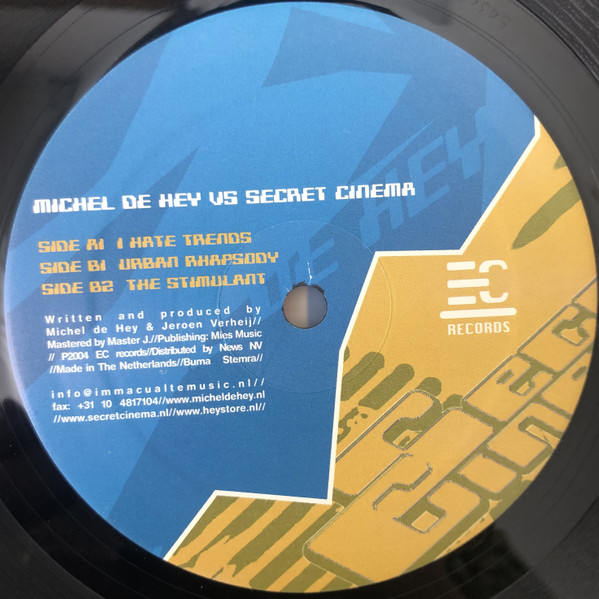 MICHEL DE HEY VS SECRET CINEMA
SIDE A1 I HATE TRENDS
SIDE B1 URBAN RHAPSODY
SIDE B2 THE STIMULANT
Written and produced by
Michel de Hey & Jeroen Verheij//
Mastered by Master J.//Publishing: Mies Music
// P2004 EC records//Distributed by News NV
//Made in The Netherlands//Buma Stemra//
info@immacualtemusic.nl//
fax: +31 10 4817104//www.micheldehey.nl
//www.secretcinema.nl//www.heystore.nl//
EC
RECORDS
DE HEY